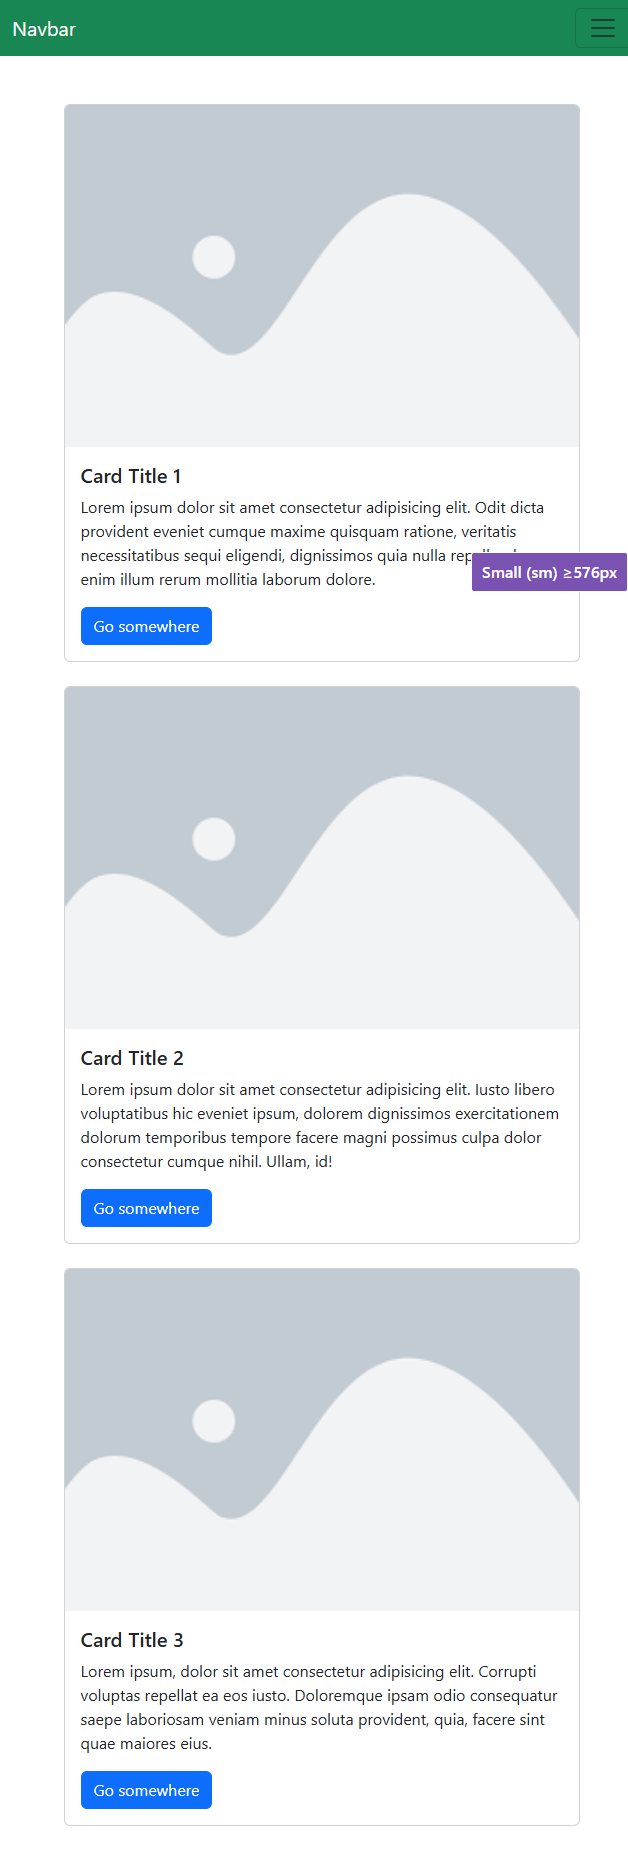 Navbar
Card Title 1
Lorem ipsum dolor sit amet consectetur adipisicing elit. Odit dicta
provident eveniet cumque maxime quisquam ratione, veritatis
necessitatibus sequi eligendi, dignissimos quia nulla
enim illum rerum mollitia laborum dolore.
Small (sm) ≥576px
Go somewhere
Card Title 2
Lorem ipsum dolor sit amet consectetur adipisicing elit. Iusto libero
voluptatibus hic eveniet ipsum, dolorem dignissimos exercitationem
dolorum temporibus tempore facere magni possimus culpa dolor
consectetur cumque nihil. Ullam, id!
Go somewhere
Card Title 3
Lorem ipsum, dolor sit amet consectetur adipisicing elit. Corrupti
voluptas repellat ea eos iusto. Doloremque ipsam odio consequatur
saepe laboriosam veniam minus soluta provident, quia, facere sint
quae maiores eius.
Go somewhere